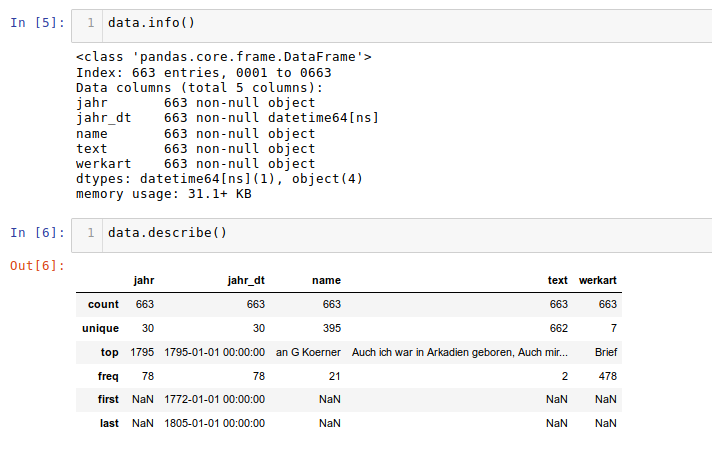 In [5]: 1 data.info()
<class 'pandas.core.frame.DataFrame'>
Index: 663 entries, 0001 to 0663
Data columns (total 5 columns):
jahr       663 non-null object
jahr_dt    663 non-null datetime64[ns]
name       663 non-null object
text       663 non-null object
werkart    663 non-null object
dtypes: datetime64[ns](1), object(4)
memory usage: 31.1+ KB
In [6]: 1 data.describe()
Out[6]:
jahr jahr_dt name text werkart
count 663 663 663 663 663
unique 30 30 395 662 7
top 1795 1795-01-01 00:00:00 an G Koerner Auch ich war in Arkadien geboren, Auch mir... Brief
freq 78 78 21 2 478
first NaN 1772-01-01 00:00:00 NaN NaN NaN
last NaN 1805-01-01 00:00:00 NaN NaN NaN